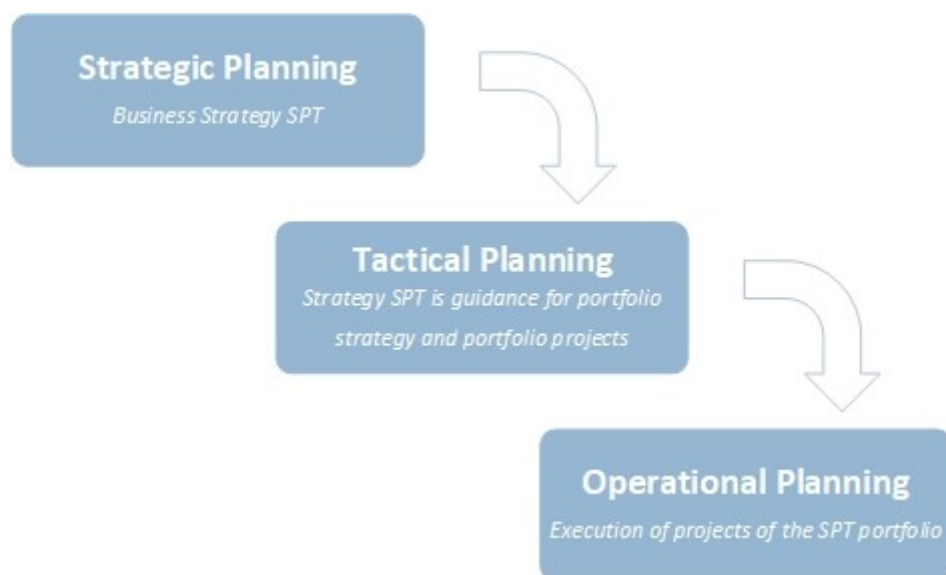 Strategic Planning
Business Strategy SPT
Tactical Planning
Strategy SPT is guidance for portfolio
strategy and portfolio projects
Operational Planning
Execution of projects of the SPT portfolio